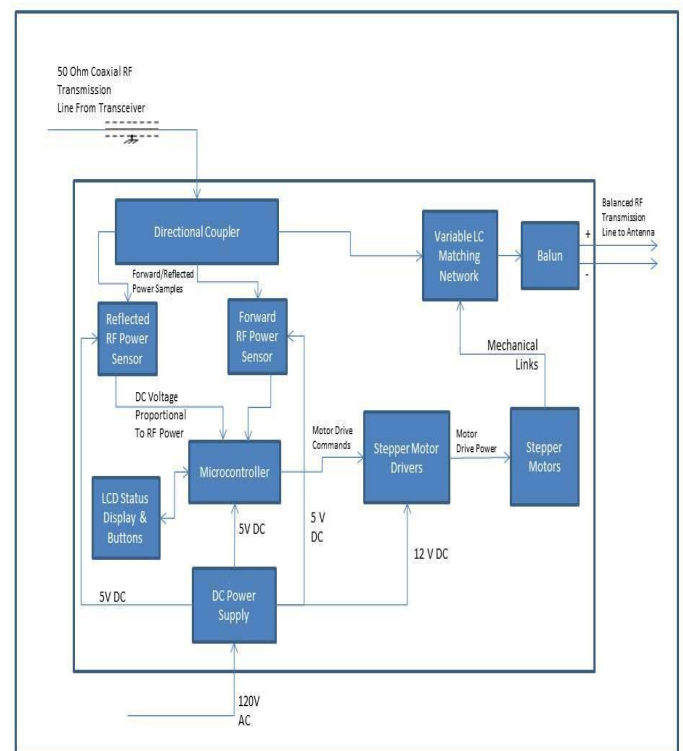 50 Ohm Coaxial RF
Transmission
Line From Transceiver
Directional Coupler
Forward/Reflected
Power Samples
Variable LC
Matching
Network
Balun
+
-
Balanced RF
Transmission
Line to Antenna
Reflected
RF Power
Sensor
Forward
RF Power
Sensor
Mechanical
Links
DC Voltage
Proportional
To RF Power
Microcontroller
Motor Drive
Commands
Stepper Motor
Drivers
Motor
Drive Power
Stepper
Motors
LCD Status
Display &
Buttons
5V DC
5 V
DC
12 V DC
5V DC
DC Power
Supply
120V
AC